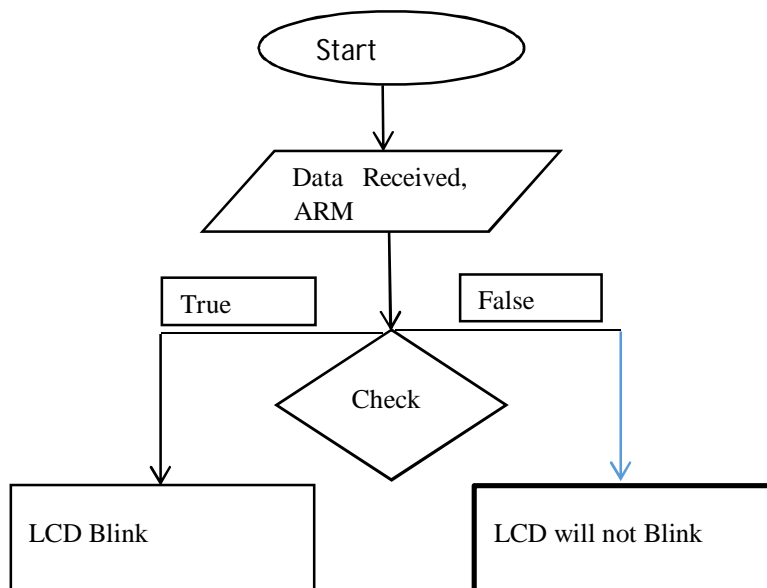 Start
Data Received,
ARM
True
False
Check
LCD Blink
LCD will not Blink